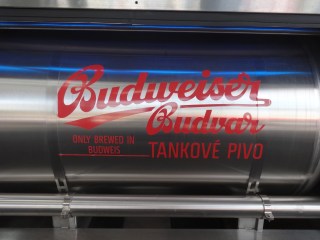 Budweiser
Budvar
ONLY BREWED IN
BUDWEIS
TANKOVÉ PIVO